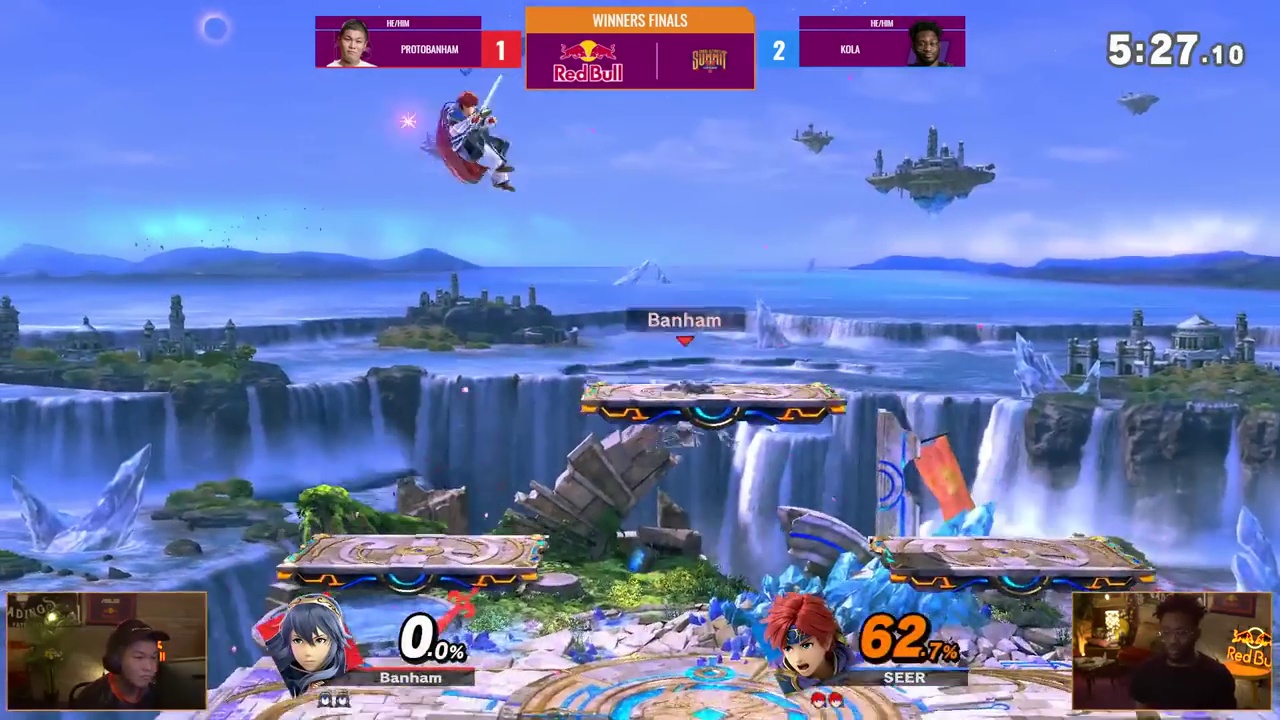 HE/HIM
PROTOBANHAM
1
WINNERS FINALS
Red Bull
SUMMIT
2
HE/HIM
KOLA
5:27.10
Banham
0.0%
Banham
62.7%
SEER
Red Bu